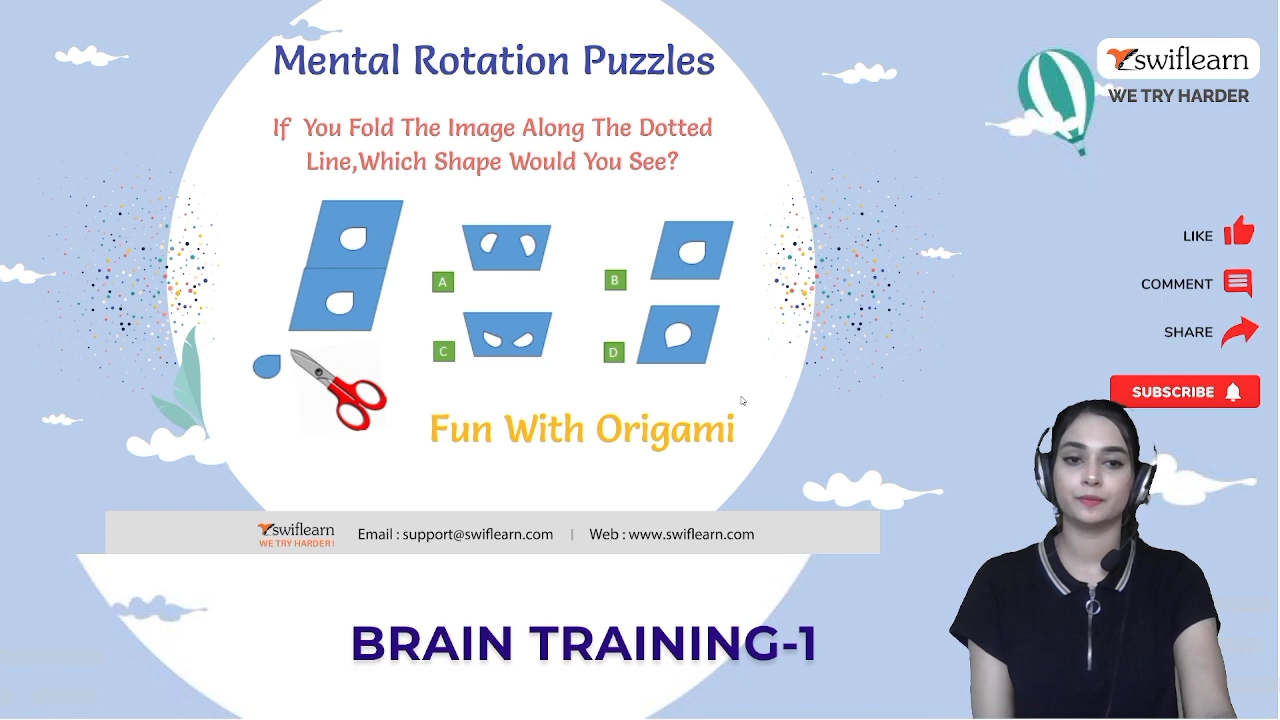 Mental Rotation Puzzles
If You Fold The Image Along The Dotted
Line,Which Shape Would You See?
A
B
C
D
Fun With Origami
swiflearn
WE TRY HARDER!
Email : support@swiflearn.com | Web : www.swiflearn.com
BRAIN TRAINING-1
swiflearn
WE TRY HARDER
LIKE
COMMENT
SHARE
SUBSCRIBE